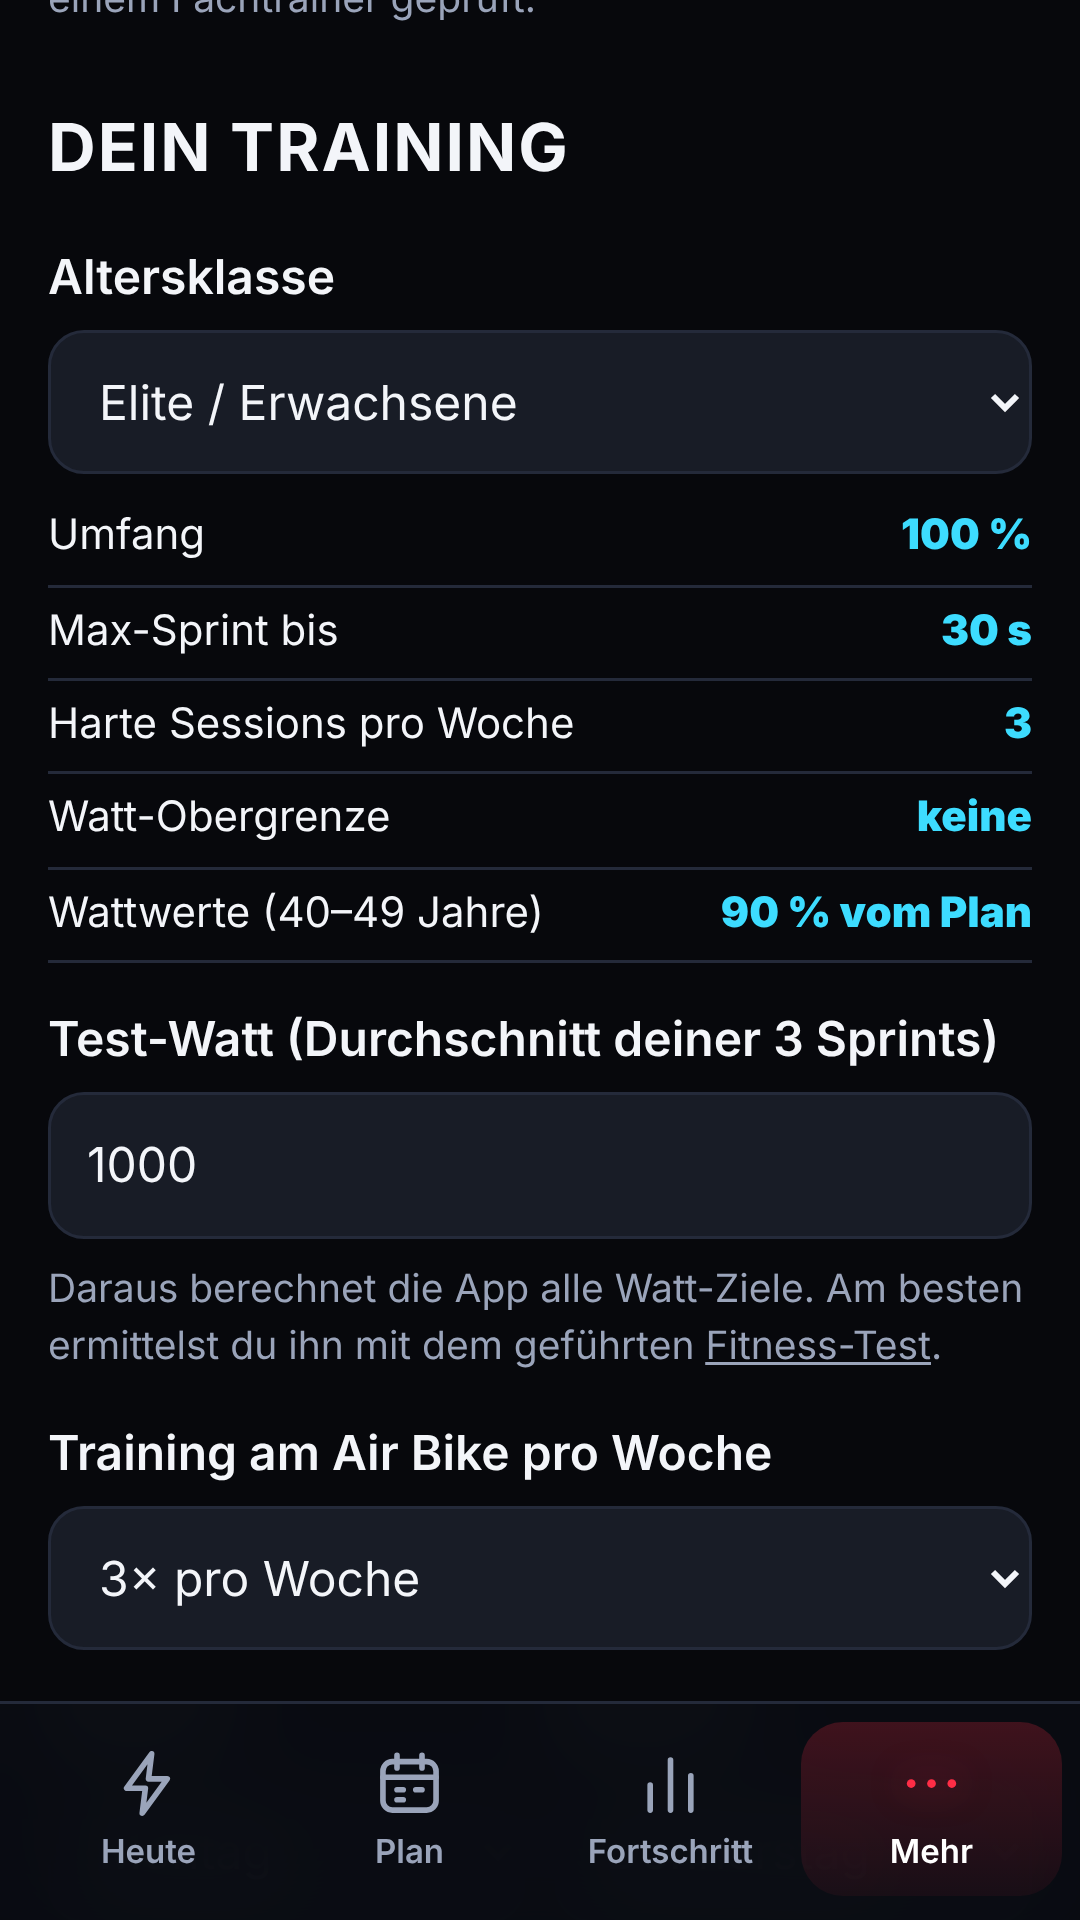 einem Fachtrainer geprüft.
DEIN TRAINING
Altersklasse
Elite / Erwachsene
Umfang 100 %
Max-Sprint bis 30 s
Harte Sessions pro Woche 3
Watt-Obergrenze keine
Wattwerte (40–49 Jahre) 90 % vom Plan
Test-Watt (Durchschnitt deiner 3 Sprints)
1000
Daraus berechnet die App alle Watt-Ziele. Am besten
ermittelst du ihn mit dem geführten Fitness-Test.
Training am Air Bike pro Woche
3× pro Woche
Heute Plan Fortschritt Mehr